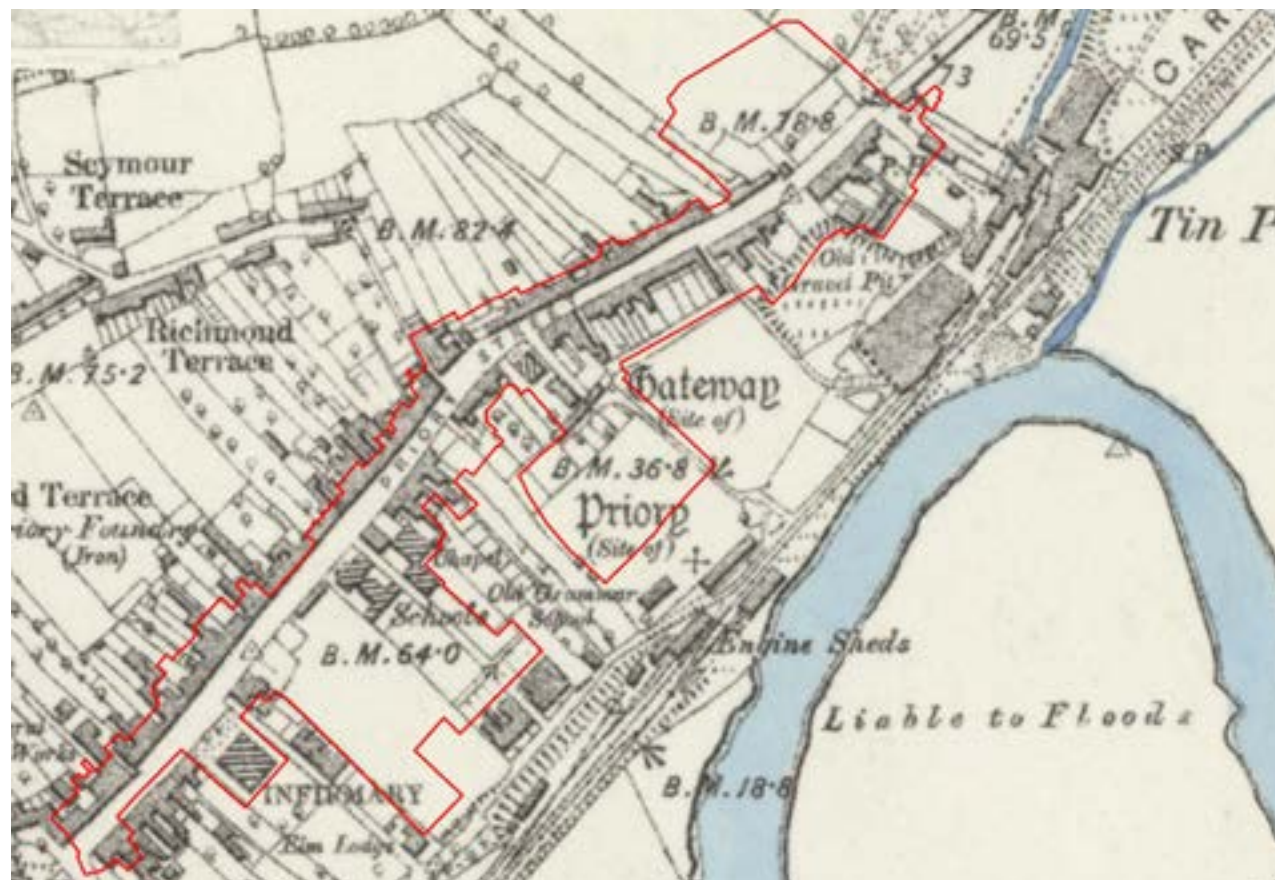 B.M.
69·5
73
CAR
B.M.78·8
P.H.
Seymour
Terrace
B.M.82·4
S.P.
Tin P
Old
Gravel Pit
Richmond
Terrace
B.M.75·2
ST
Gateway
(Site of)
PRIORY
B.M.36·8
Priory
(Site of)
d Terrace
riory Foundry
(Iron)
Chapel
Old Grammar
School
Schools
B.M.64·0
Engine Sheds
Liable to Floods
Works
B.M.18·8
INFIRMARY
Elm Lodge